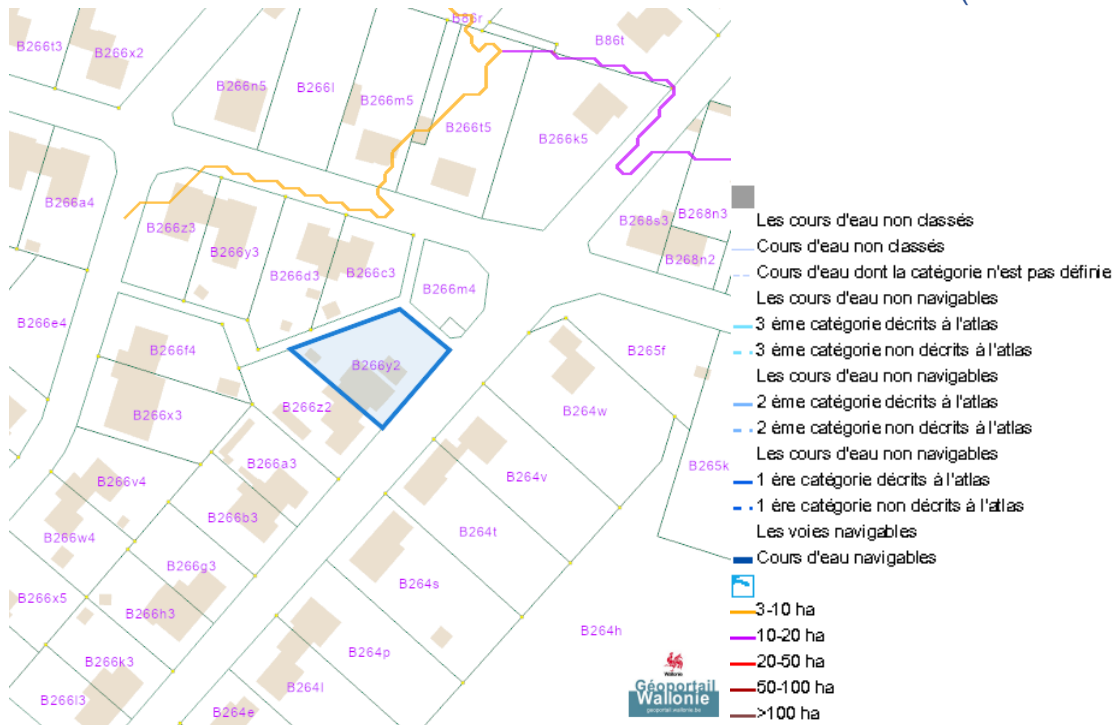 B86r
B86t
B266t3
B266x2
B266n5
B266l
B266m5
B266t5
B266k5
B266a4
B266z3
B266y3
B266d3
B266c3
B266m4
B268s3
B268n3
B268n2
B266e4
B266f4
B266y2
B265f
B266x3
B266z2
B264w
B266a3
B265k
B266v4
B264v
B266b3
B266w4
B264t
B266g3
B264s
B266x5
B266h3
B264h
B266k3
B264p
B266l3
B264l
B264e
Wallonie
Géoportail
Wallonie
geoportail.wallonie.be
Les cours d'eau non classés
Cours d'eau non classés
Cours d'eau dont la catégorie n'est pas définie
Les cours d'eau non navigables
3 ème catégorie décrits à l'atlas
3 ème catégorie non décrits à l'atlas
Les cours d'eau non navigables
2 ème catégorie décrits à l'atlas
2 ème catégorie non décrits à l'atlas
Les cours d'eau non navigables
1 ère catégorie décrits à l'atlas
1 ère catégorie non décrits à l'atlas
Les voies navigables
Cours d'eau navigables
3-10 ha
10-20 ha
20-50 ha
50-100 ha
>100 ha